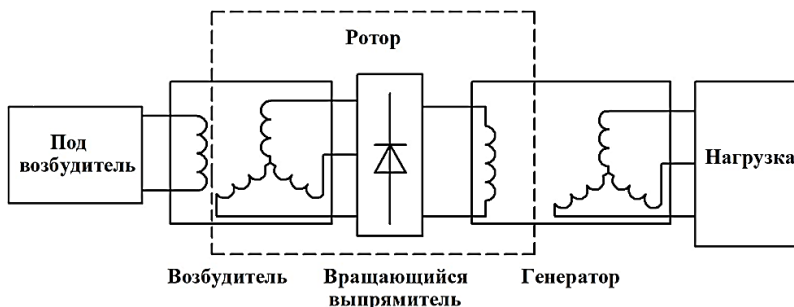 Ротор
Под
возбудитель
Нагрузка
Возбудитель
Вращающийся
выпрямитель
Генератор